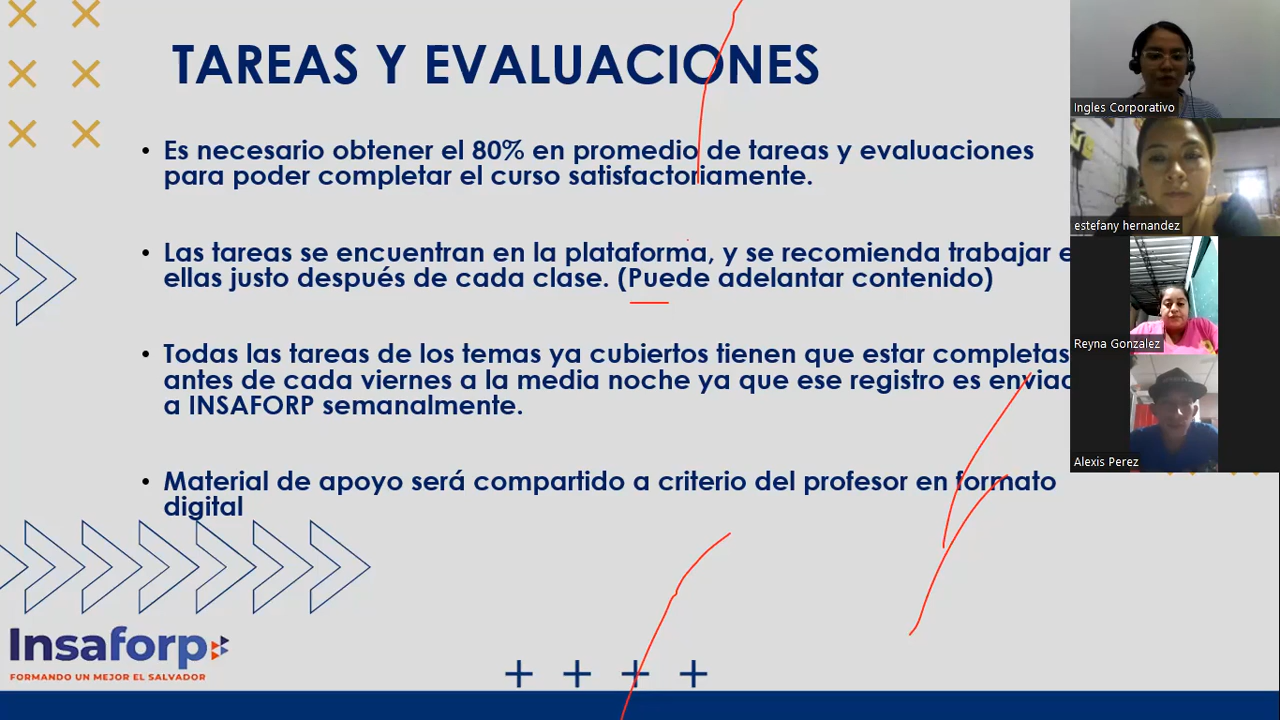 TAREAS Y EVALUACIONES
• Es necesario obtener el 80% en promedio de tareas y evaluaciones
para poder completar el curso satisfactoriamente.
• Las tareas se encuentran en la plataforma, y se recomienda trabajar e
ellas justo después de cada clase. (Puede adelantar contenido)
• Todas las tareas de los temas ya cubiertos tienen que estar completas
antes de cada viernes a la media noche ya que ese registro es enviad
a INSAFORP semanalmente.
• Material de apoyo será compartido a criterio del profesor en formato
digital
Insaforp
FORMANDO UN MEJOR EL SALVADOR
Ingles Corporativo
estefany hernandez
Reyna Gonzalez
Alexis Perez